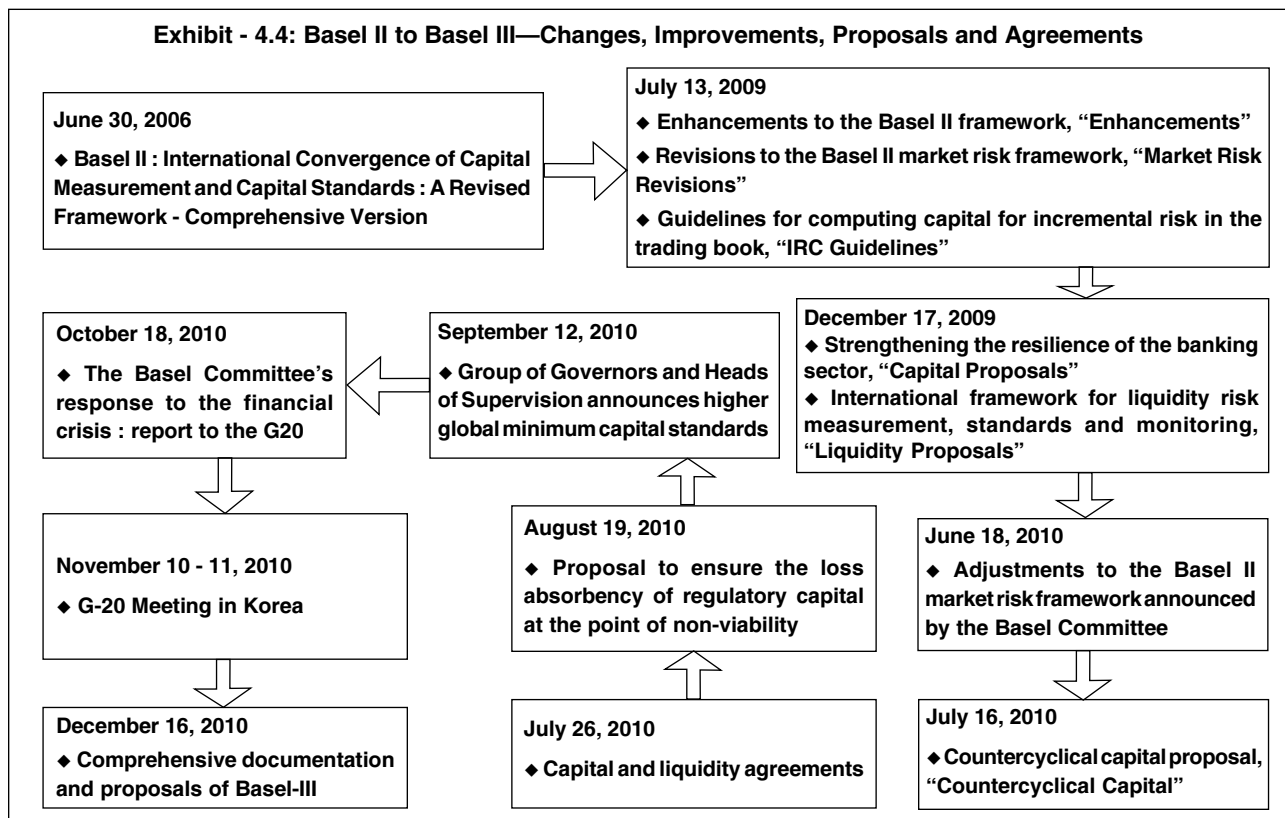 Exhibit - 4.4: Basel II to Basel III—Changes, Improvements, Proposals and Agreements
June 30, 2006
◆ Basel II : International Convergence of Capital
Measurement and Capital Standards : A Revised
Framework - Comprehensive Version
July 13, 2009
◆ Enhancements to the Basel II framework, “Enhancements”
◆ Revisions to the Basel II market risk framework, “Market Risk
Revisions”
◆ Guidelines for computing capital for incremental risk in the
trading book, “IRC Guidelines”
December 17, 2009
◆ Strengthening the resilience of the banking
sector, “Capital Proposals”
◆ International framework for liquidity risk
measurement, standards and monitoring,
“Liquidity Proposals”
June 18, 2010
◆ Adjustments to the Basel II
market risk framework announced
by the Basel Committee
July 16, 2010
◆ Countercyclical capital proposal,
“Countercyclical Capital”
July 26, 2010
◆ Capital and liquidity agreements
August 19, 2010
◆ Proposal to ensure the loss
absorbency of regulatory capital
at the point of non-viability
September 12, 2010
◆ Group of Governors and Heads
of Supervision announces higher
global minimum capital standards
October 18, 2010
◆ The Basel Committee’s
response to the financial
crisis : report to the G20
November 10 - 11, 2010
◆ G-20 Meeting in Korea
December 16, 2010
◆ Comprehensive documentation
and proposals of Basel-III